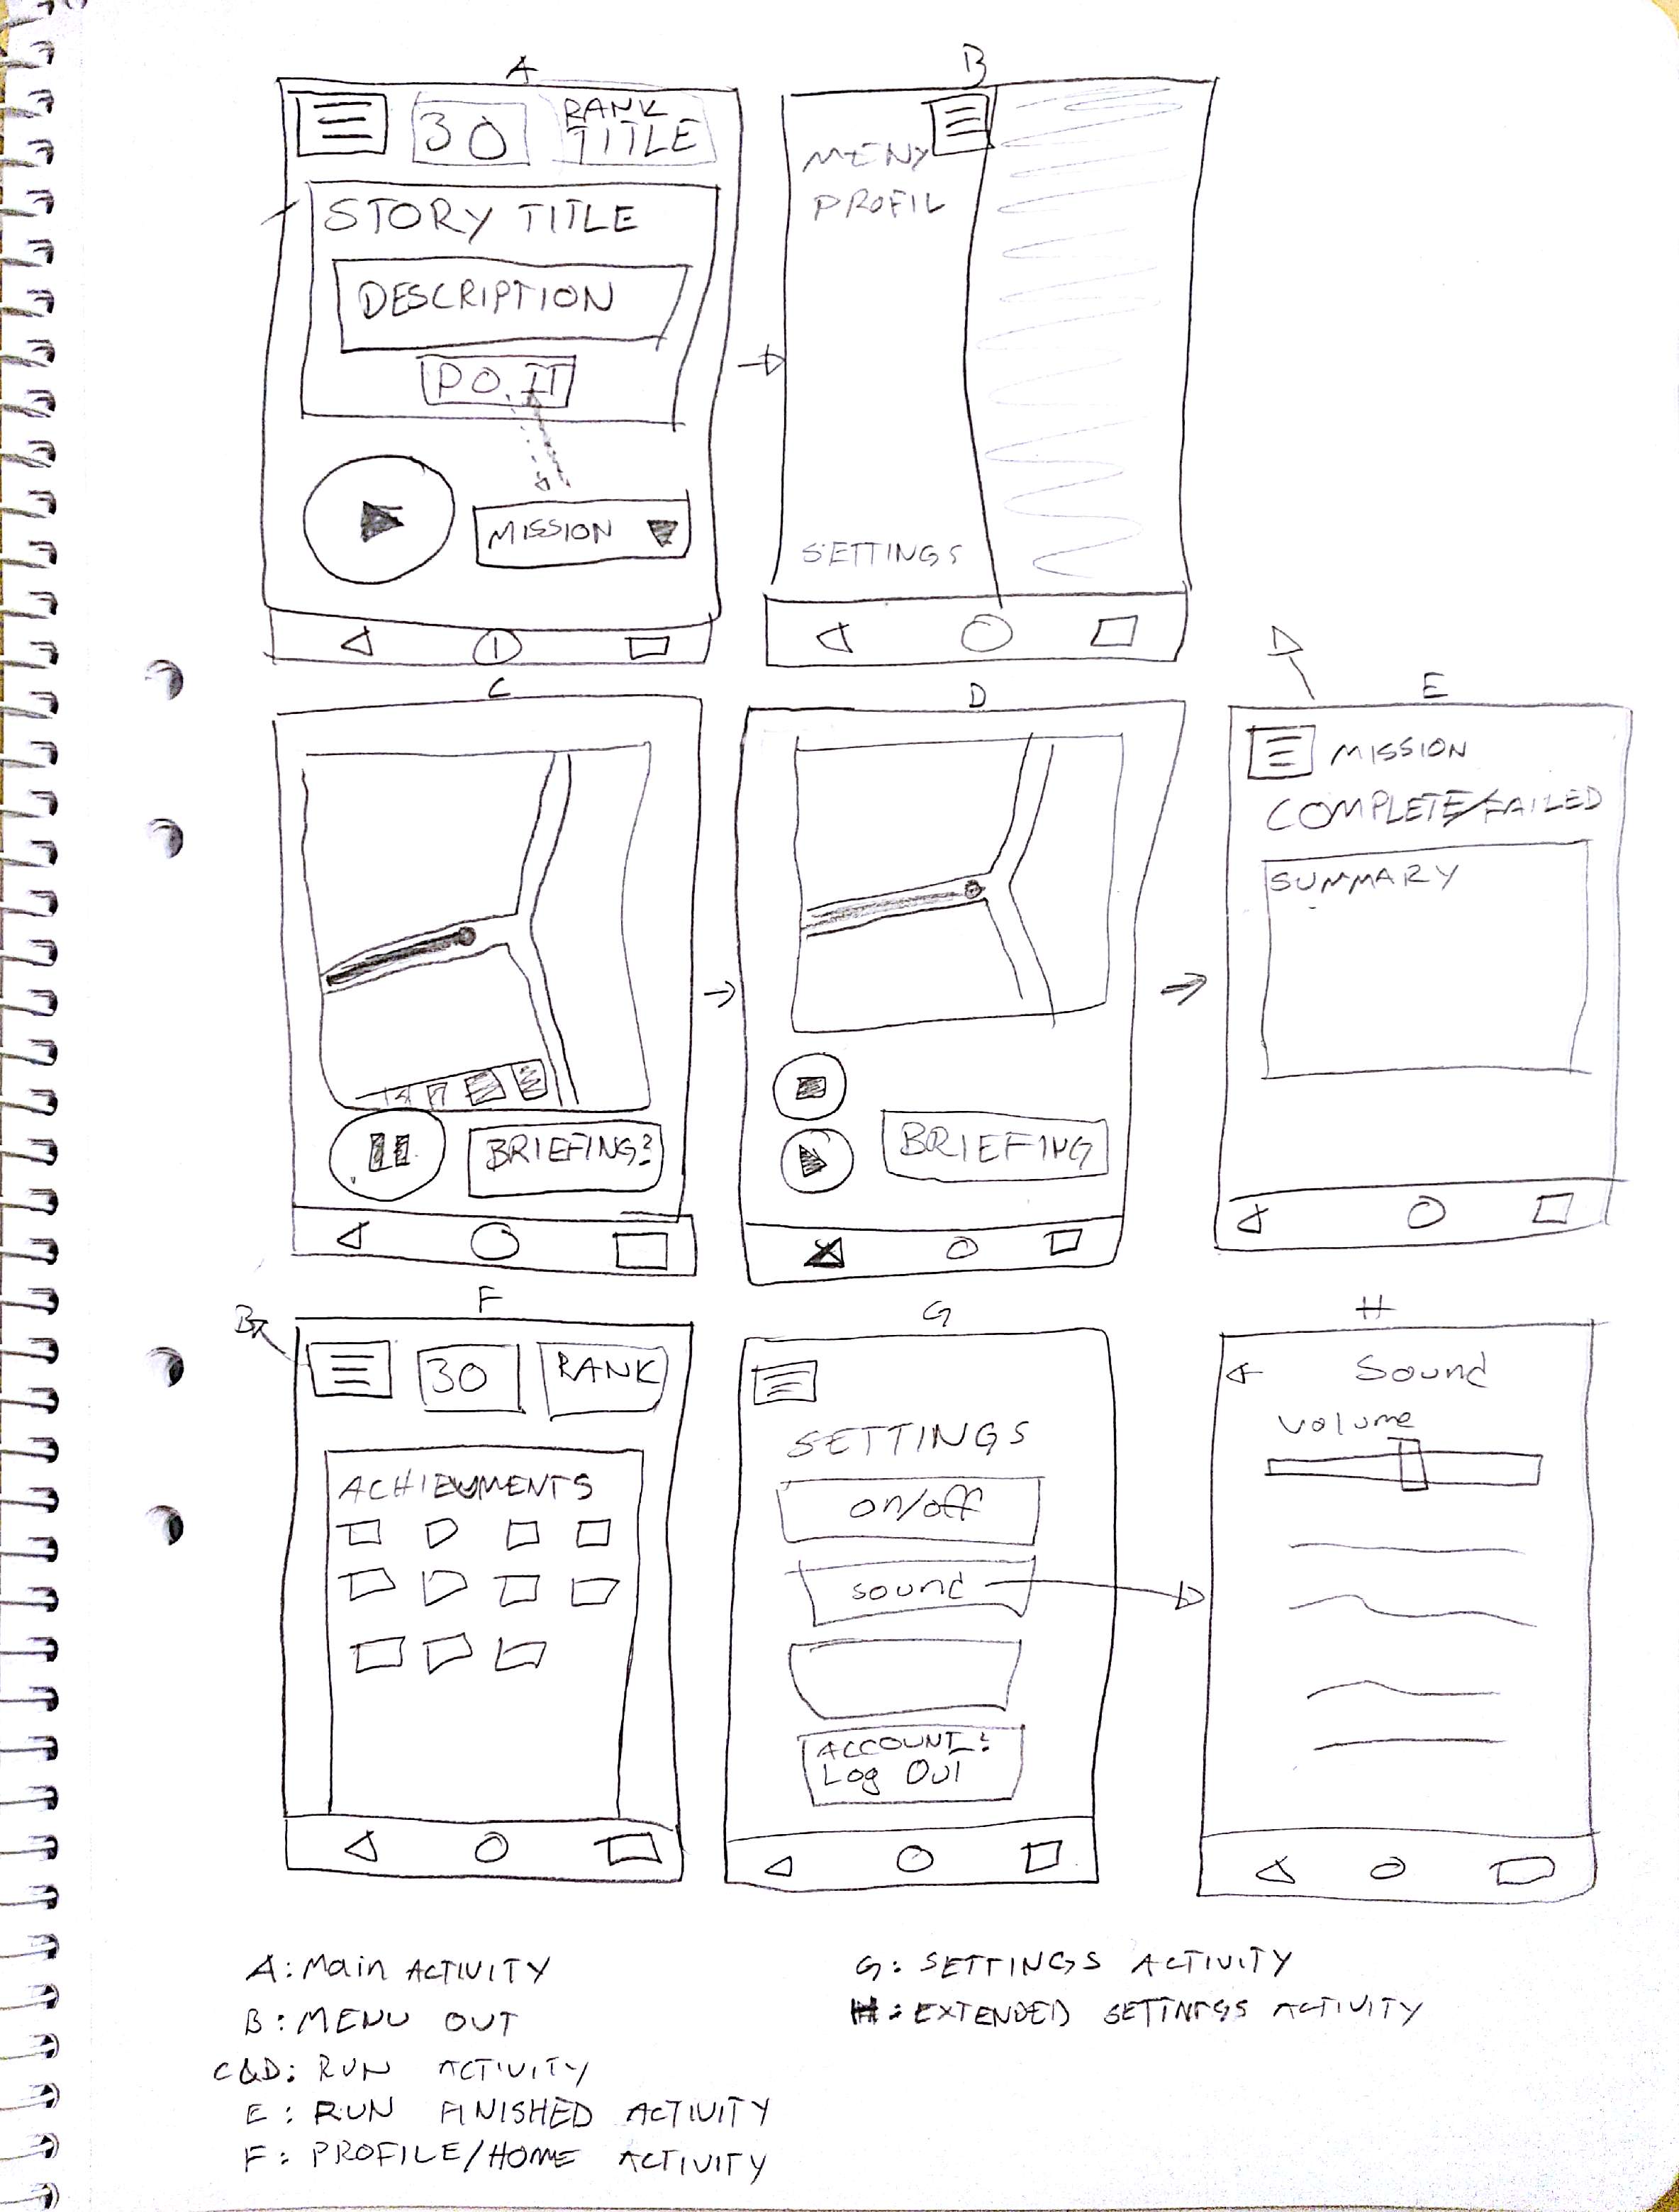 A
30
RANK
TITLE
STORY TITLE
DESCRIPTION
DO IT
MISSION
B
MENY
PROFIL
SETTINGS
C
BRIEFING?
D
BRIEFING
E
MISSION
COMPLETE/FAILED
SUMMARY
F
B
30
RANK
ACHIEVMENTS
G
SETTINGS
on/off
sound
ACCOUNT?
Log Out
H
Sound
volume
A: Main ACTIVITY
B: MENU OUT
C&D: RUN ACTIVITY
E: RUN FINISHED ACTIVITY
F: PROFILE/HOME ACTIVITY
G: SETTINGS ACTIVITY
H: EXTENDED SETTINGS ACTIVITY